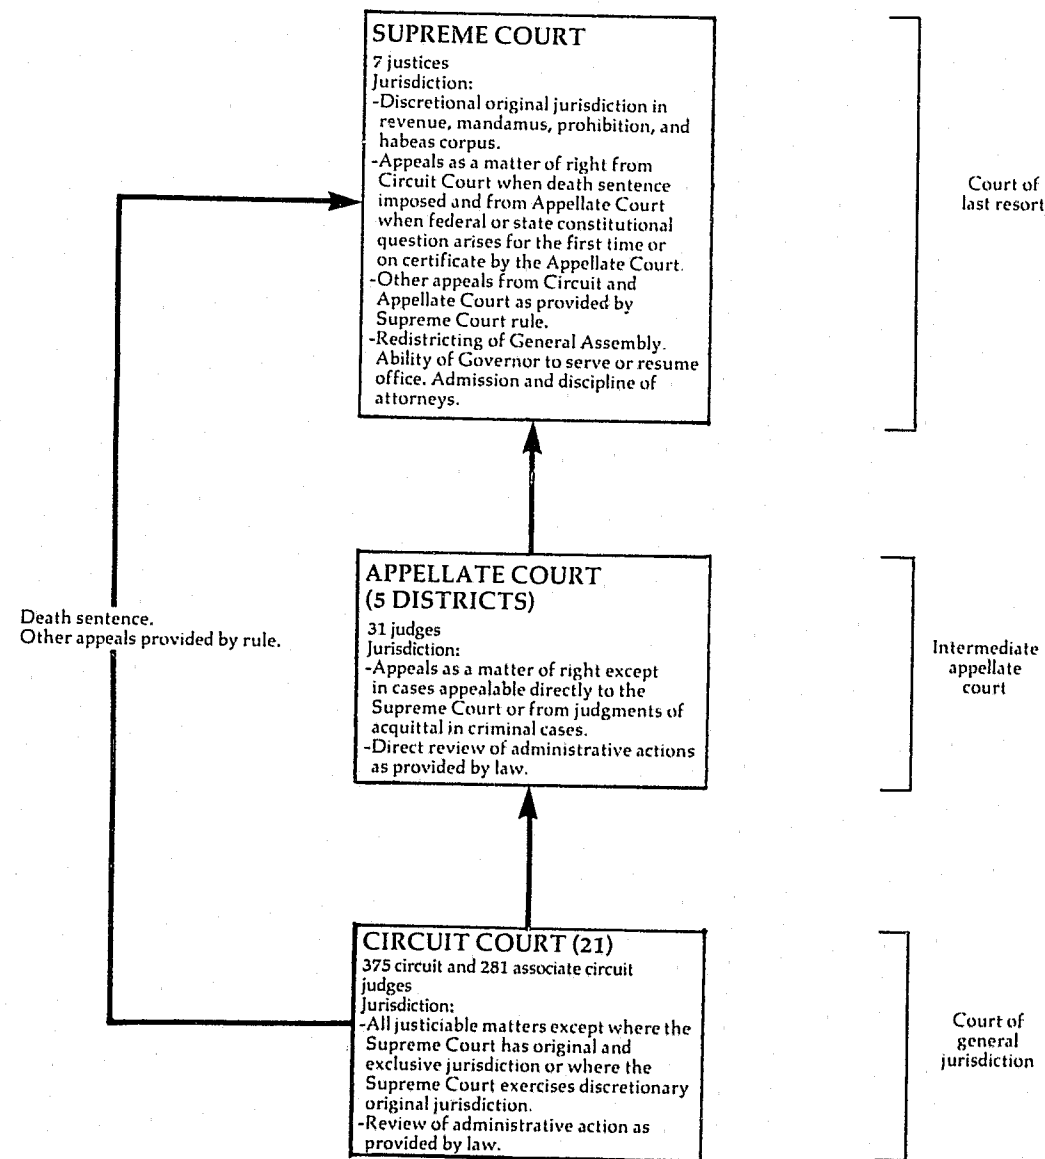 SUPREME COURT
7 justices
Jurisdiction:
-Discretional original jurisdiction in
revenue, mandamus, prohibition, and
habeas corpus.
-Appeals as a matter of right from
Circuit Court when death sentence
imposed and from Appellate Court
when federal or state constitutional
question arises for the first time or
on certificate by the Appellate Court.
-Other appeals from Circuit and
Appellate Court as provided by
Supreme Court rule.
-Redistricting of General Assembly.
Ability of Governor to serve or resume
office. Admission and discipline of
attorneys.
Court of
last resort
Death sentence.
Other appeals provided by rule.
APPELLATE COURT
(5 DISTRICTS)
31 judges
Jurisdiction:
-Appeals as a matter of right except
in cases appealable directly to the
Supreme Court or from judgments of
acquittal in criminal cases.
-Direct review of administrative actions
as provided by law.
Intermediate
appellate
court
CIRCUIT COURT (21)
375 circuit and 281 associate circuit
judges
Jurisdiction:
-All justiciable matters except where the
Supreme Court has original and
exclusive jurisdiction or where the
Supreme Court exercises discretionary
original jurisdiction.
-Review of administrative action as
provided by law.
Court of
general
jurisdiction